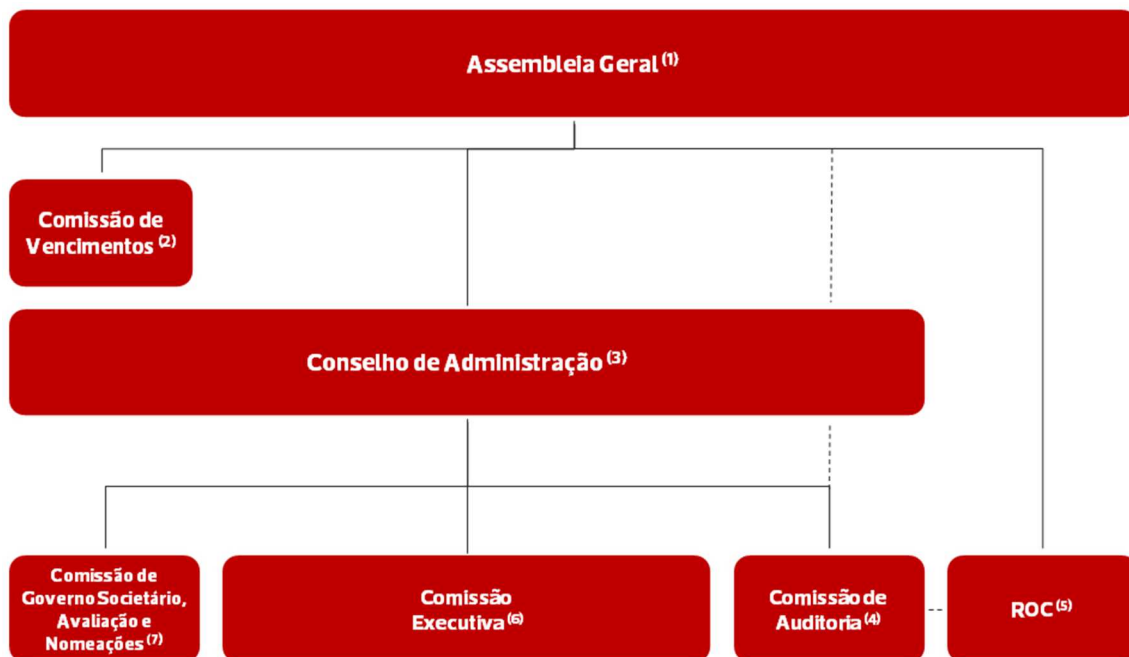 Assembleia Geral (1)
Comissão de
Vencimentos (2)
Conselho de Administração (3)
Comissão de
Governo Societário,
Avaliação e
Nomeações (7)
Comissão
Executiva (6)
Comissão de
Auditoria (4)
ROC (5)